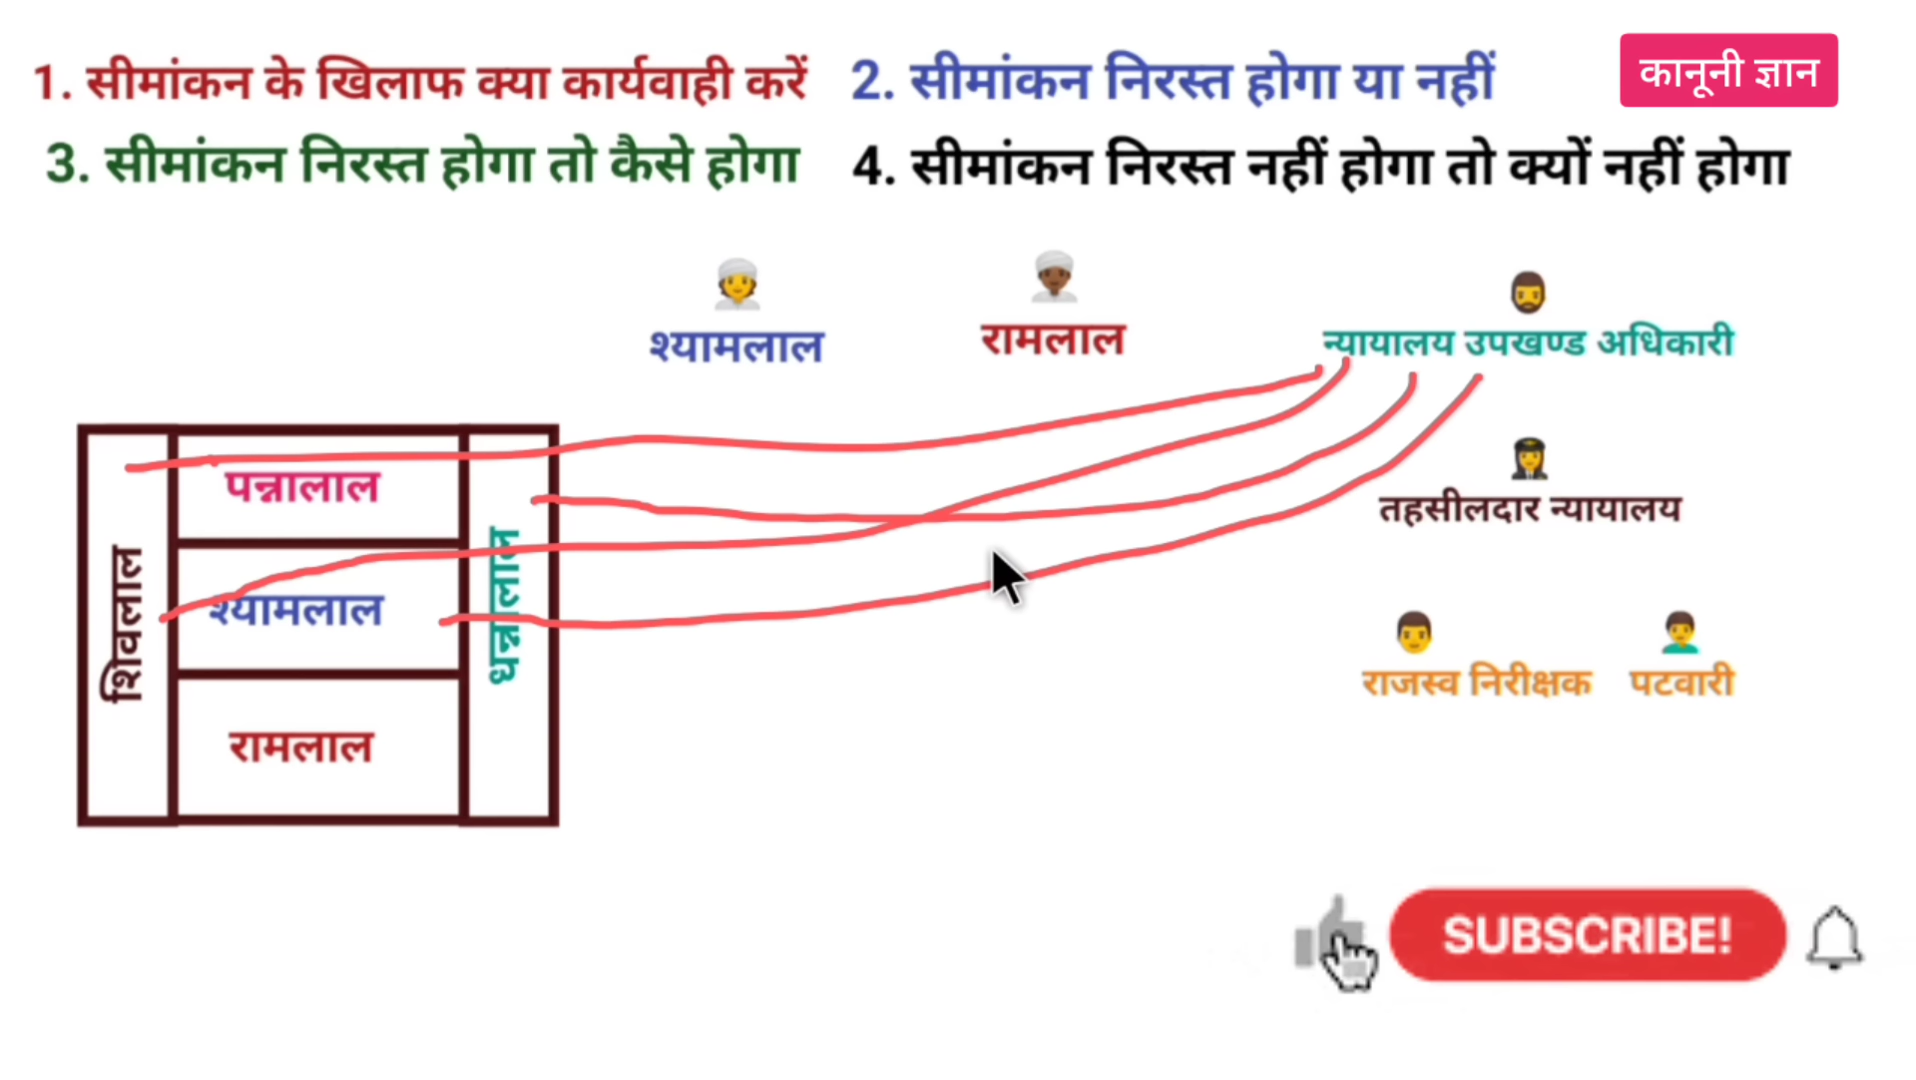 1. सीमांकन के खिलाफ क्या कार्यवाही करें
2. सीमांकन निरस्त होगा या नहीं
कानूनी ज्ञान
3. सीमांकन निरस्त होगा तो कैसे होगा
4. सीमांकन निरस्त नहीं होगा तो क्यों नहीं होगा
श्यामलाल
रामलाल
न्यायालय उपखण्ड अधिकारी
तहसीलदार न्यायालय
राजस्व निरीक्षक
पटवारी
शिवलाल
पन्नालाल
श्यामलाल
रामलाल
धन्नालाल
SUBSCRIBE!